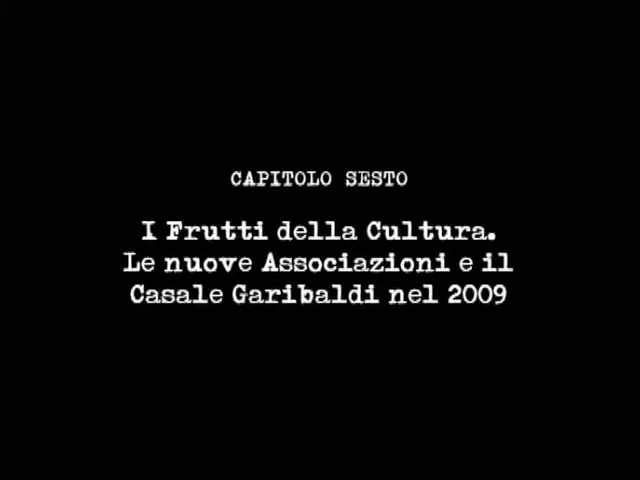 CAPITOLO SESTO
I Frutti della Cultura.
Le nuove Associazioni e il
Casale Garibaldi nel 2009